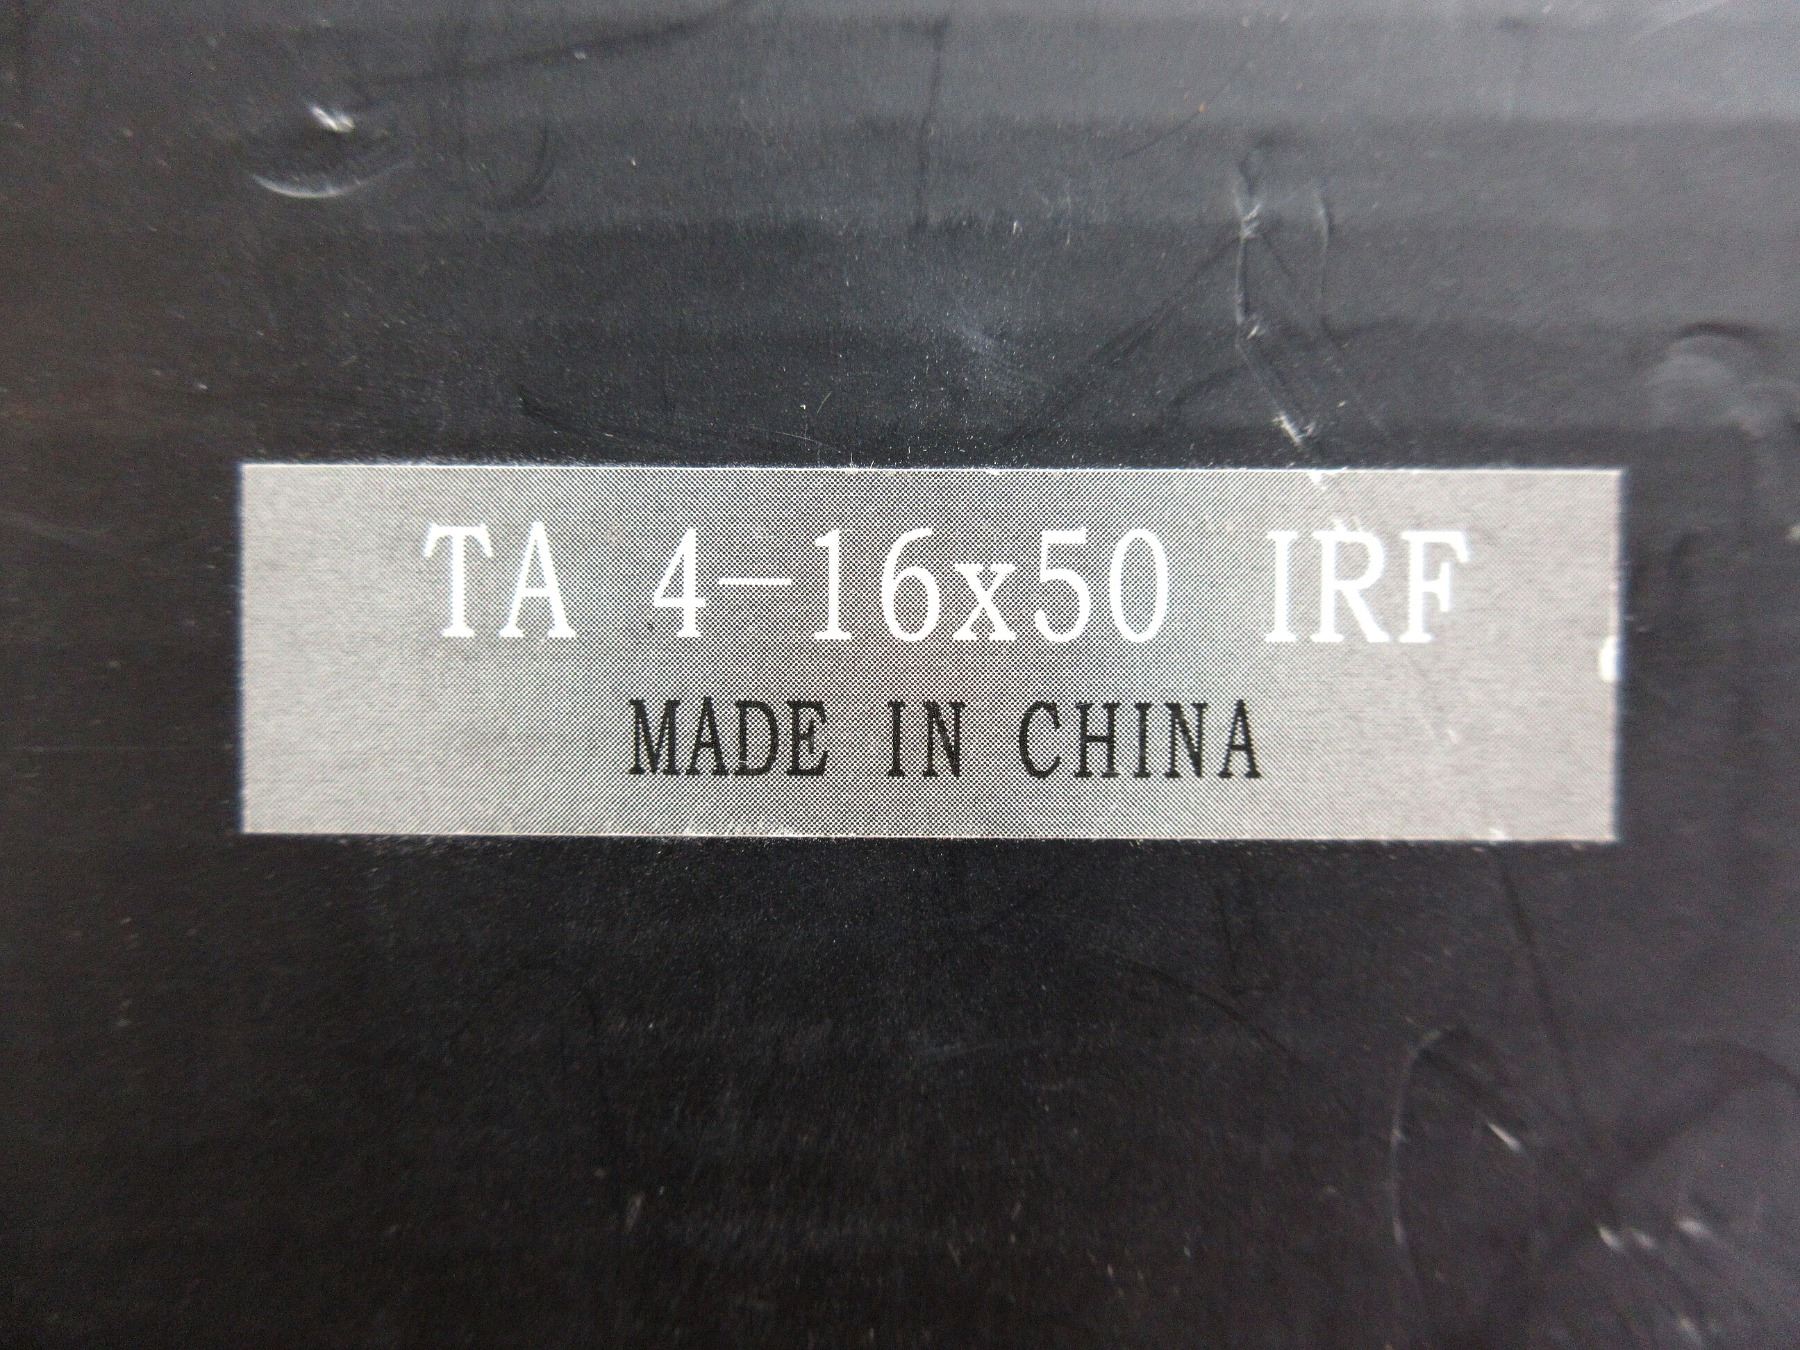 TA 4-16x50 IRF
MADE IN CHINA